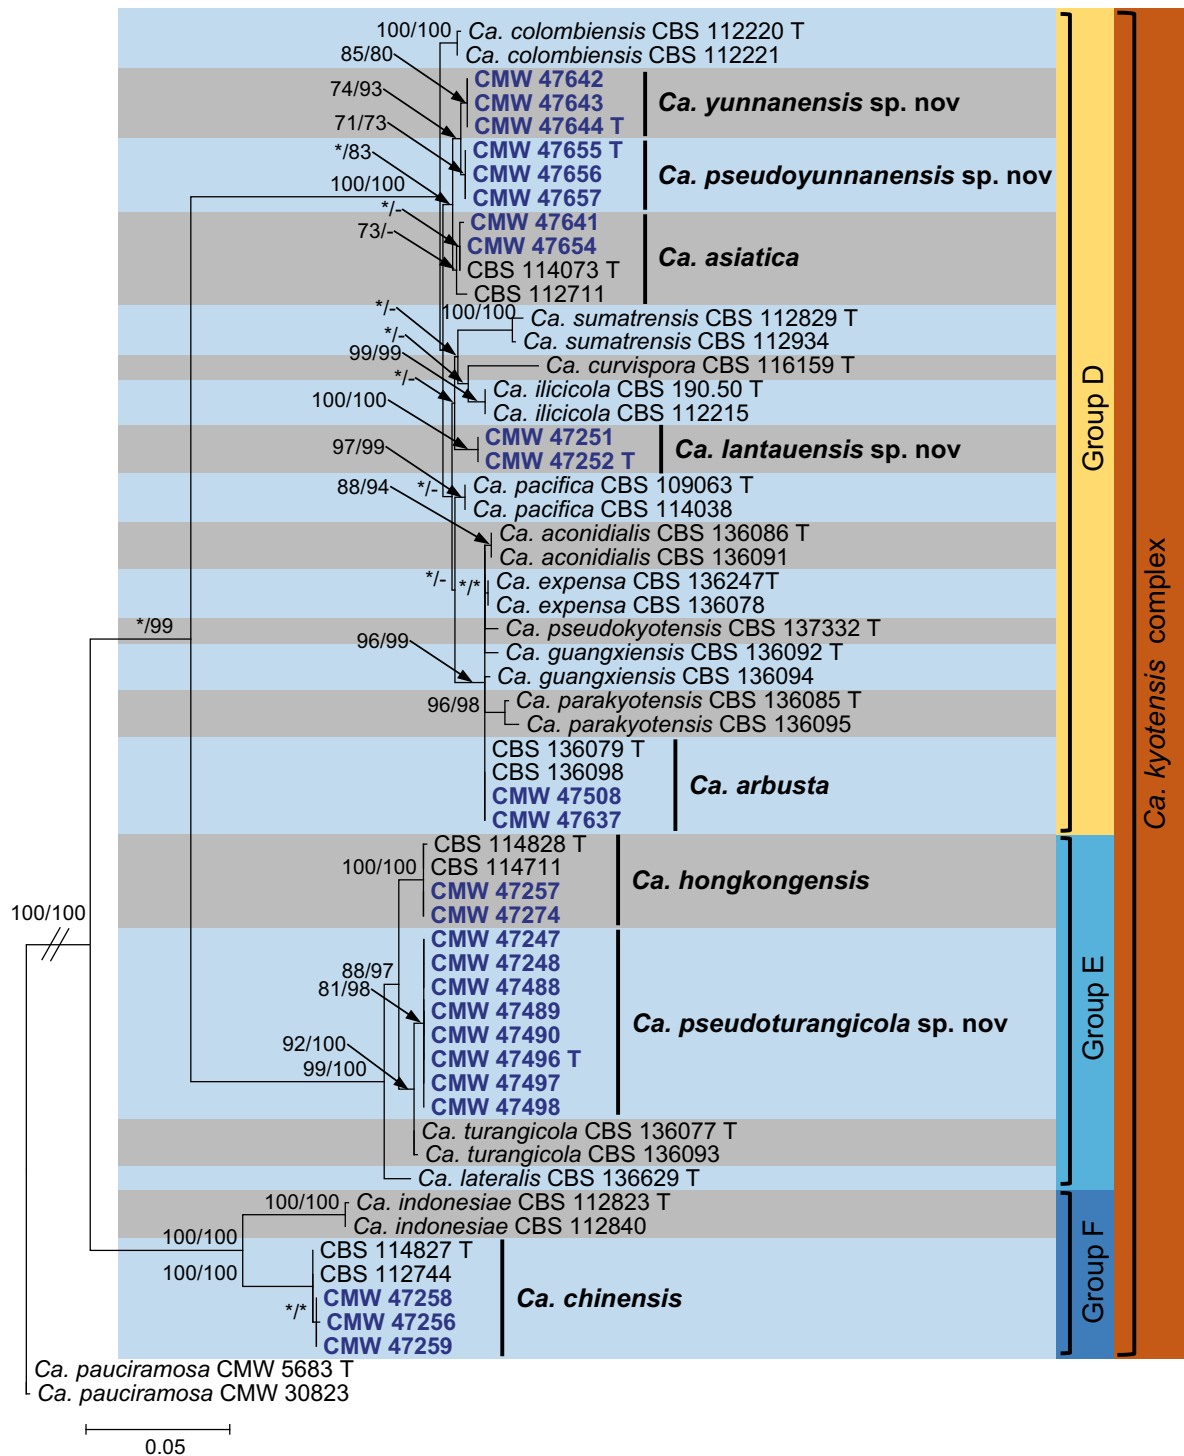 100/100
Ca. colombiensis CBS 112220 T
Ca. colombiensis CBS 112221
85/80
CMW 47642
CMW 47643
CMW 47644 T
Ca. yunnanensis sp. nov
74/93
71/73
CMW 47655 T
CMW 47656
CMW 47657
Ca. pseudoyunnanensis sp. nov
*/83
100/100
*/-
73/-
CMW 47641
CMW 47654
CBS 114073 T
CBS 112711
Ca. asiatica
*/-
100/100
Ca. sumatrensis CBS 112829 T
Ca. sumatrensis CBS 112934
*/-
99/99
Ca. curvispora CBS 116159 T
*/-
Ca. ilicicola CBS 190.50 T
Ca. ilicicola CBS 112215
100/100
CMW 47251
CMW 47252 T
Ca. lantauensis sp. nov
97/99
*/-
Ca. pacifica CBS 109063 T
Ca. pacifica CBS 114038
88/94
Ca. aconidialis CBS 136086 T
Ca. aconidialis CBS 136091
*/-
*/*
Ca. expensa CBS 136247T
Ca. expensa CBS 136078
Ca. pseudokyotensis CBS 137332 T
96/99
Ca. guangxiensis CBS 136092 T
Ca. guangxiensis CBS 136094
96/98
Ca. parakyotensis CBS 136085 T
Ca. parakyotensis CBS 136095
CBS 136079 T
CBS 136098
CMW 47508
CMW 47637
Ca. arbusta
Group D
*/99
100/100
CBS 114828 T
CBS 114711
CMW 47257
CMW 47274
Ca. hongkongensis
100/100
88/97
81/98
CMW 47247
CMW 47248
CMW 47488
CMW 47489
CMW 47490
CMW 47496 T
CMW 47497
CMW 47498
Ca. pseudoturangicola sp. nov
92/100
99/100
Ca. turangicola CBS 136077 T
Ca. turangicola CBS 136093
Ca. lateralis CBS 136629 T
Group E
100/100
100/100
Ca. indonesiae CBS 112823 T
Ca. indonesiae CBS 112840
100/100
*/*
CBS 114827 T
CBS 112744
CMW 47258
CMW 47256
CMW 47259
Ca. chinensis
Group F
Ca. kyotensis complex
Ca. pauciramosa CMW 5683 T
Ca. pauciramosa CMW 30823
0.05